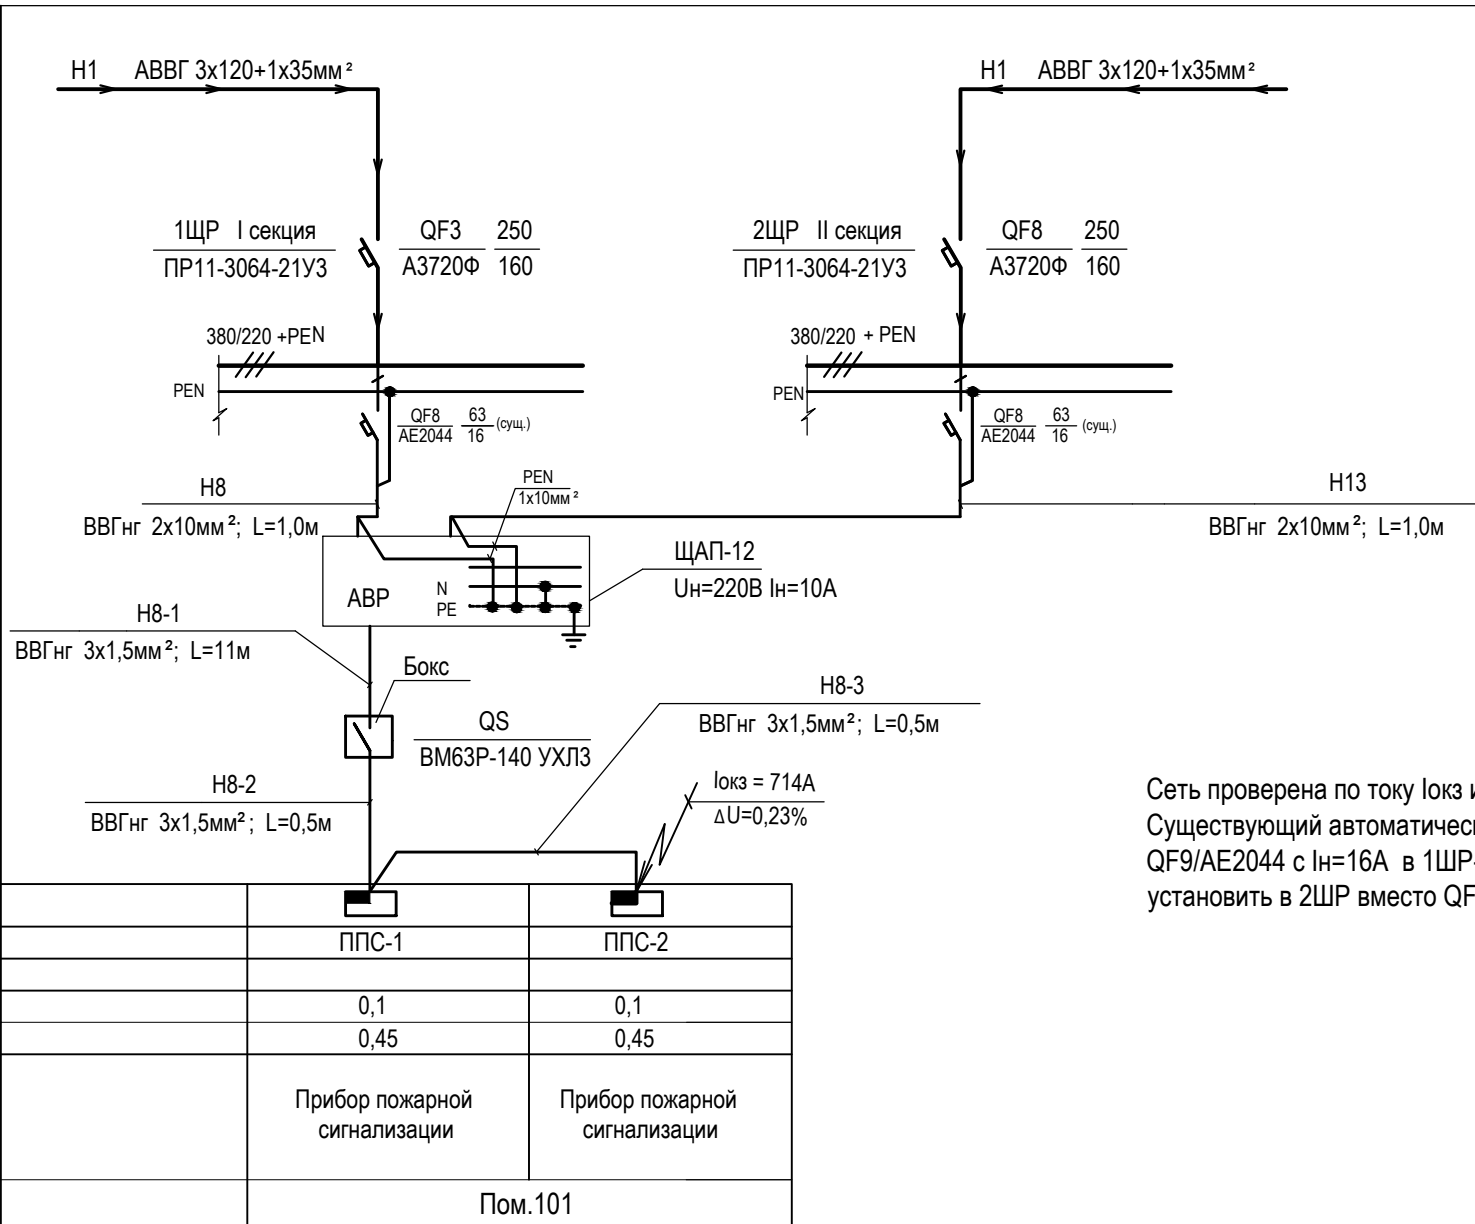 Н1 АВВГ 3х120+1х35мм²
Н1 АВВГ 3х120+1х35мм²
1ЩР I секция
ПР11-3064-21У3
QF3 250
А3720Ф 160
2ЩР II секция
ПР11-3064-21У3
QF8 250
А3720Ф 160
380/220 +PEN
PEN
380/220 + PEN
PEN
QF8 63 (сущ.)
АЕ2044 16
QF8 63 (сущ.)
АЕ2044 16
Н8
ВВГнг 2х10мм²; L=1,0м
PEN
1х10мм²
Н13
ВВГнг 2х10мм²; L=1,0м
АВР
N
PE
ЩАП-12
Uн=220В Iн=10А
Н8-1
ВВГнг 3х1,5мм²; L=11м
Бокс
QS
ВМ63Р-140 УХЛ3
Н8-3
ВВГнг 3х1,5мм²; L=0,5м
Н8-2
ВВГнг 3х1,5мм²; L=0,5м
Iокз = 714А
ΔU=0,23%
Сеть проверена по току Iокз
Существующий
QF9/АЕ2044 с Iн=16А в 1ШР-
установить в 2ШР вместо QF
ППС-1 ППС-2
0,1 0,1
0,45 0,45
Прибор пожарной
сигнализации
Прибор пожарной
сигнализации
Пом.101